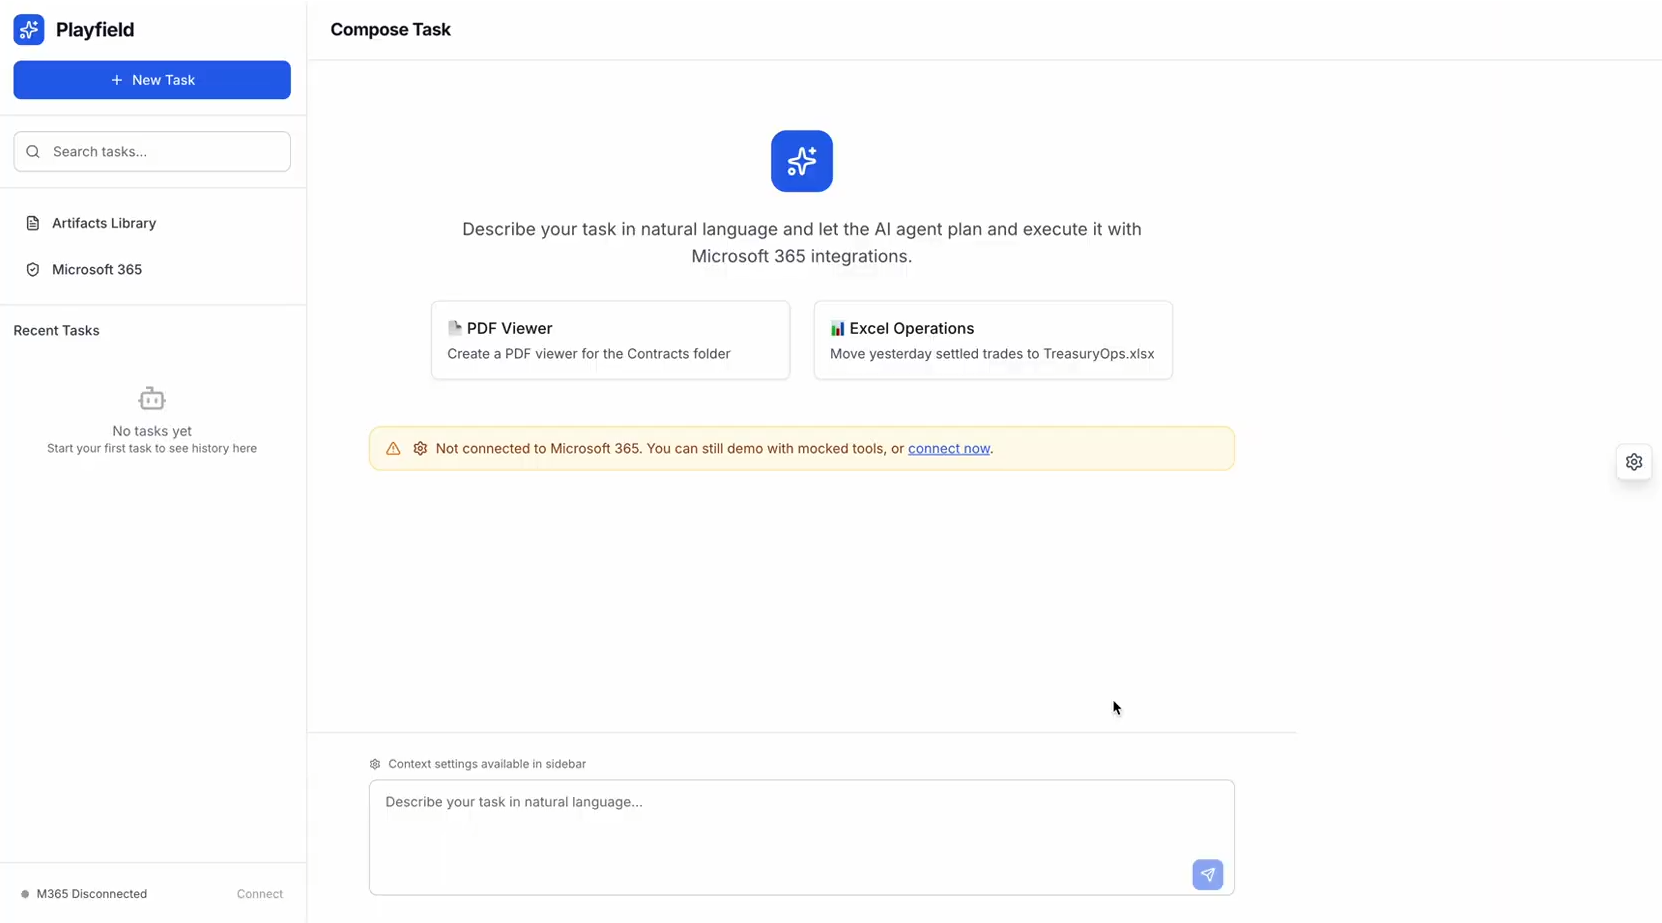 Playfield
New Task
Search tasks...
Artifacts Library
Microsoft 365
Recent Tasks
No tasks yet
Start your first task to see history here
M365 Disconnected
Connect
Compose Task
Describe your task in natural language and let the AI agent plan and execute it with
Microsoft 365 integrations.
PDF Viewer
Create a PDF viewer for the Contracts folder
Excel Operations
Move yesterday settled trades to TreasuryOps.xlsx
Not connected to Microsoft 365. You can still demo with mocked tools, or connect now.
Context settings available in sidebar
Describe your task in natural language...